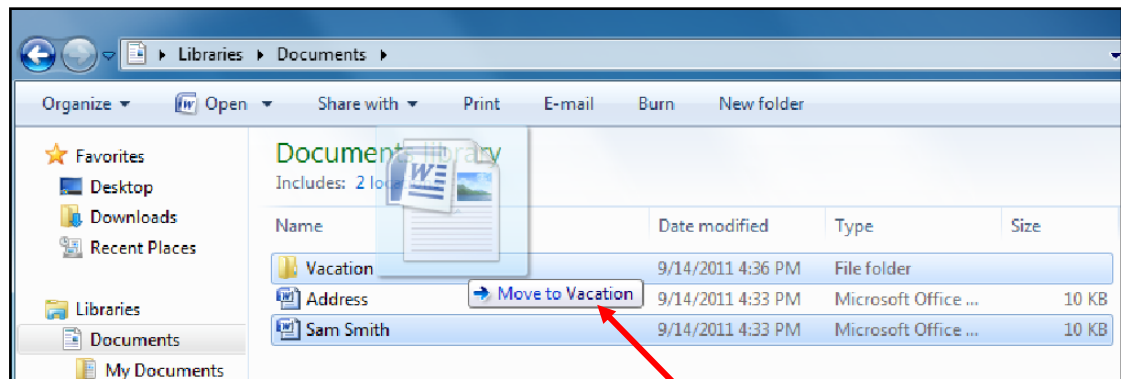 Libraries Documents
Organize Open Share with Print E-mail Burn New folder
Favorites
Desktop
Downloads
Recent Places
Libraries
Documents
My Documents
Documents library
Includes: 2
Name Date modified Type Size
Vacation 9/14/2011 4:36 PM File folder
Address 9/14/2011 4:33 PM Microsoft Office ... 10 KB
Move to Vacation
Sam Smith 9/14/2011 4:33 PM Microsoft Office ... 10 KB